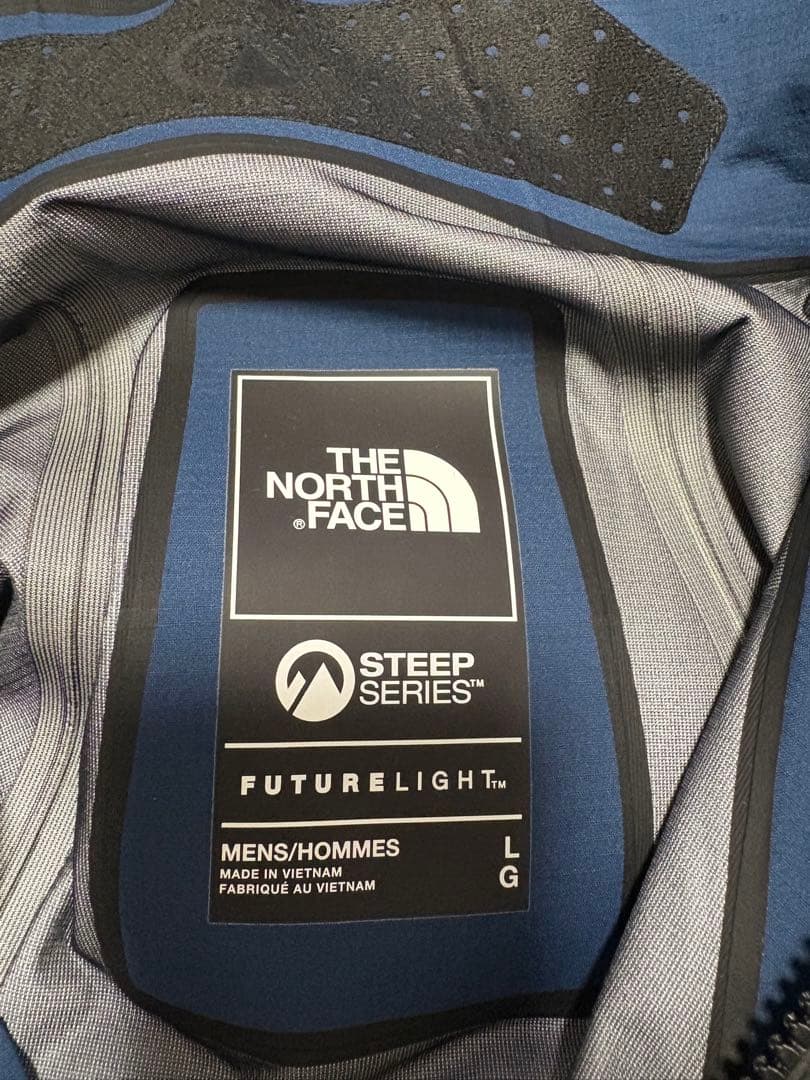 THE
NORTH
® FACE
STEEP
SERIES™
FUTURELIGHT™
MENS/HOMMES L
MADE IN VIETNAM G
FABRIQUÉ AU VIETNAM